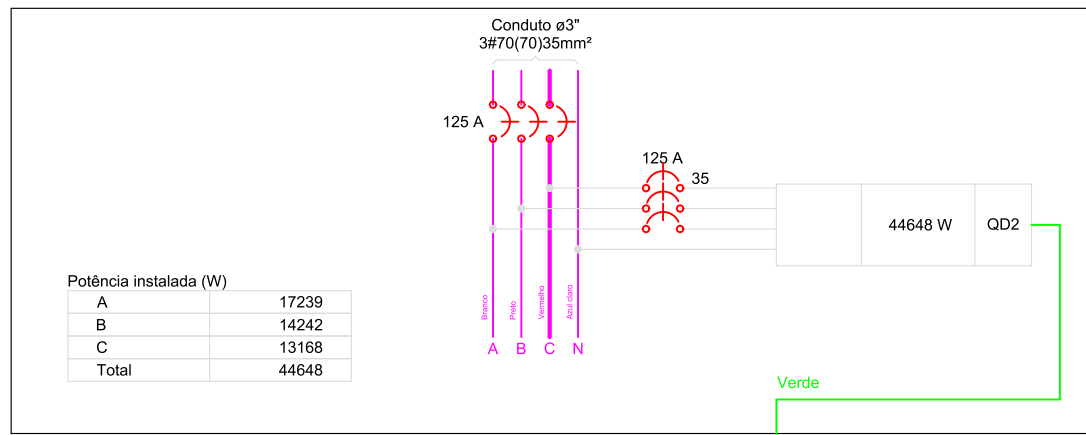 Conduto ø3"
3#70(70)35mm²
125 A
125 A
35
44648 W
QD2
Potência instalada (W)
A 17239
B 14242
C 13168
Total 44648
Branco
Preto
Vermelho
Azul claro
A B C N
Verde